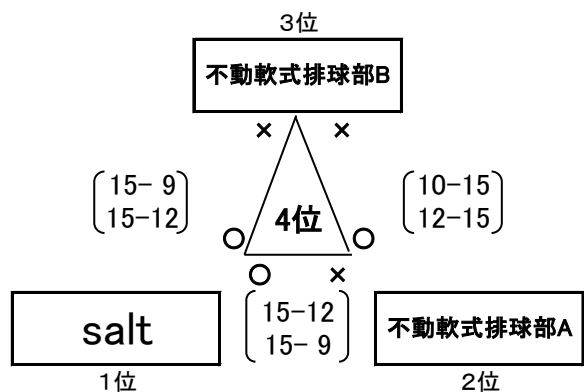 3位
不動軟式排球部B
× ×
15- 9
15-12
10-15
12-15
4位
○ ○
○ ×
salt
15-12
15- 9
不動軟式排球部A
1位
2位